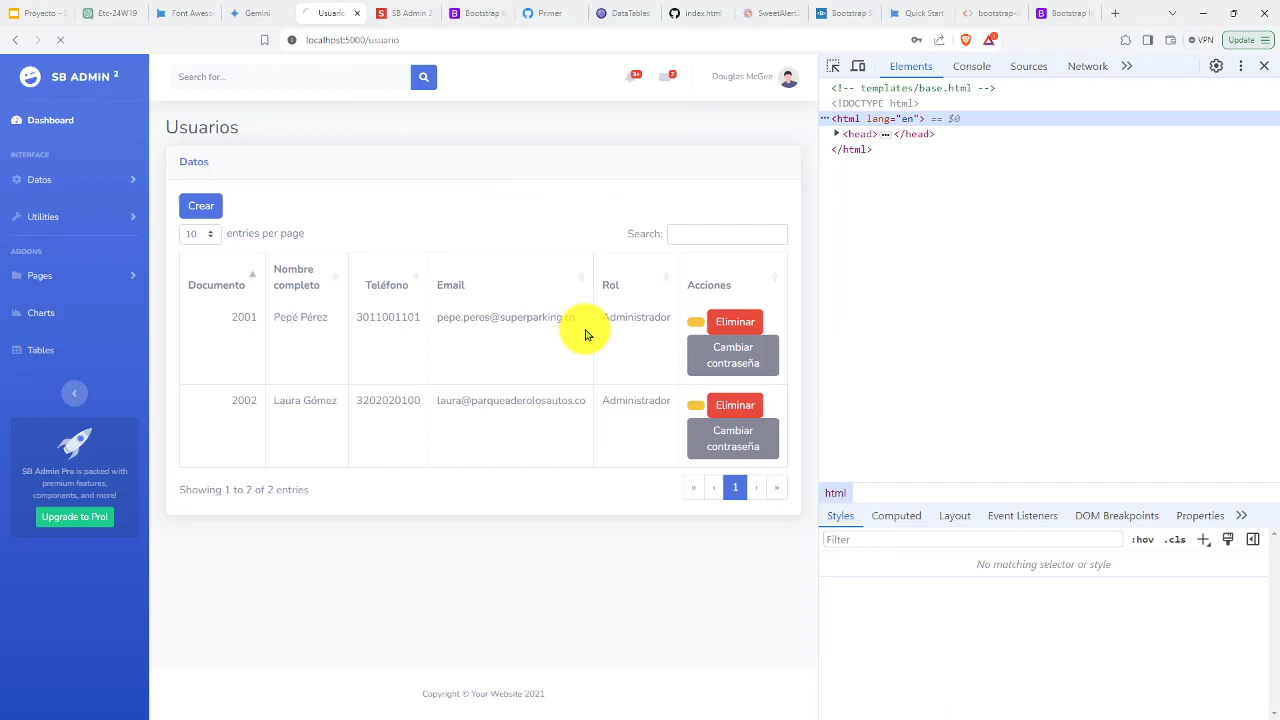 Proyecto - G
Etc-24W19
Font Aweso
Gemini
Usuario
SB Admin 2
Bootstrap Ic
Primer
DataTables
index
SweetAlert2
Bootstrap S
Quick Start
bootstrap-i
Bootstrap Ic
localhost:5000/usuario
VPN
Update
SB ADMIN 2
Search for...
3+
7
Douglas McGee
Elements
Console
Sources
Network
<!-- templates/base.html -->
<!DOCTYPE html>
<html lang="en"> == $0
<head> </head>
</html>
Dashboard
INTERFACE
Datos
Utilities
ADDONS
Pages
Charts
Tables
SB Admin Pro is packed with
premium features,
components, and more!
Upgrade to Pro!
Usuarios
Datos
Crear
10 entries per page
Search:
Documento
Nombre
completo
Teléfono
Email
Rol
Acciones
2001 Pepé Pérez 3011001101 pepe.peres@superparking.co Administrador Eliminar
Cambiar
contraseña
2002 Laura Gómez 3202020100 laura@parqueaderolosautos.co Administrador Eliminar
Cambiar
contraseña
Showing 1 to 2 of 2 entries
« ‹ 1 › »
Copyright © Your Website 2021
html
Styles
Computed
Layout
Event Listeners
DOM Breakpoints
Properties
Filter
:hov
.cls
No matching selector or style